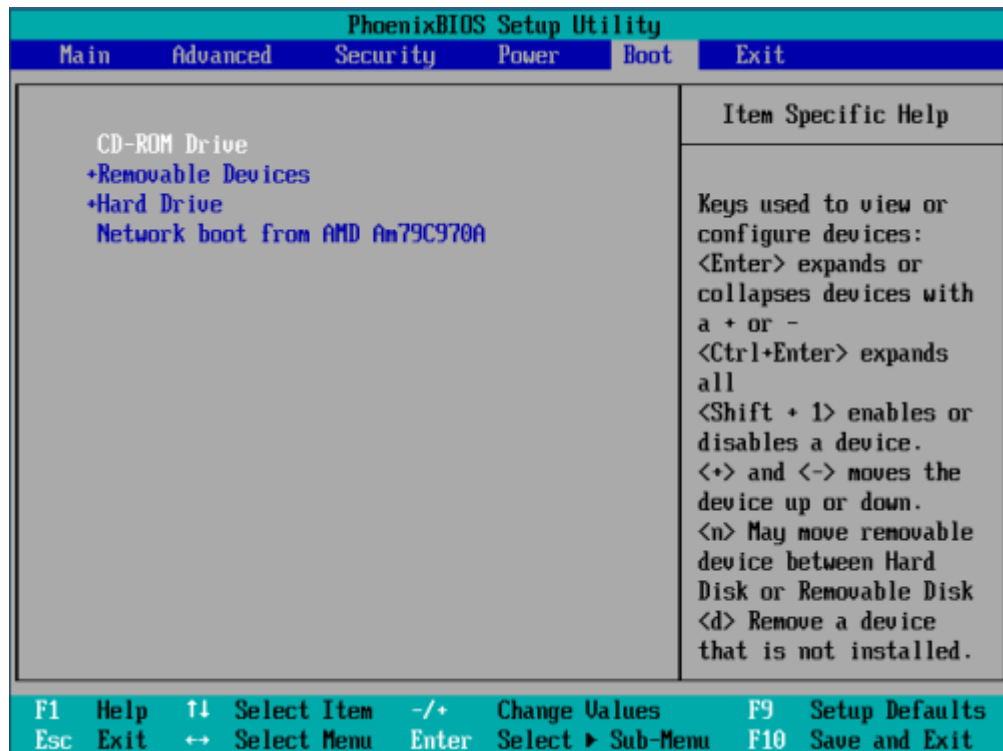 PhoenixBIOS Setup Utility
Main Advanced Security Power Boot Exit
CD-ROM Drive
+Removable Devices
+Hard Drive
Network boot from AMD Am79C970A
Item Specific Help
Keys used to view or
configure devices:
<Enter> expands or
collapses devices with
a + or -
<Ctrl+Enter> expands
all
<Shift + 1> enables or
disables a device.
<+> and <-> moves the
device up or down.
<n> May move removable
device between Hard
Disk or Removable Disk
<d> Remove a device
that is not installed.
F1 Help ↑↓ Select Item -/+ Change Values F9 Setup Defaults
Esc Exit ↔ Select Menu Enter Select ▶ Sub-Menu F10 Save and Exit